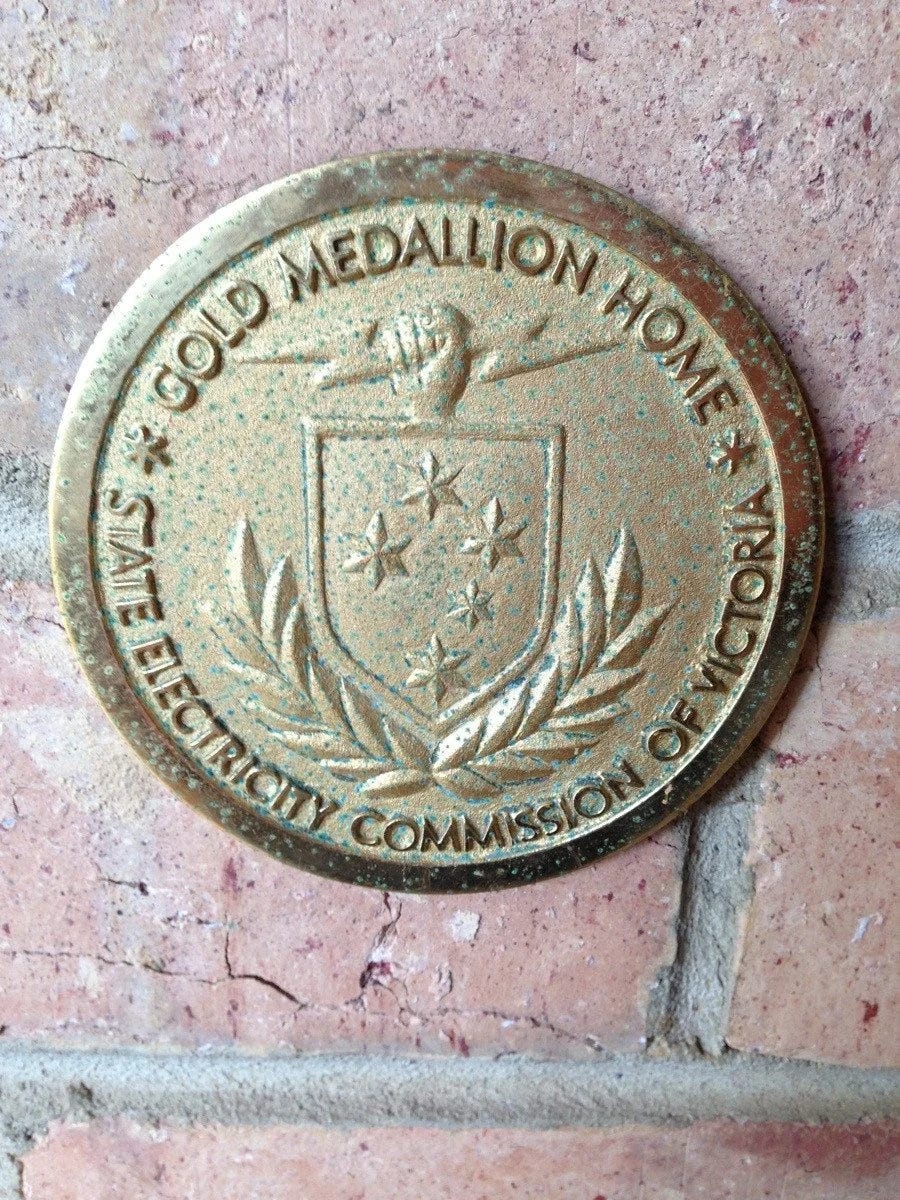 * GOLD MEDALLION HOME *
STATE ELECTRICITY COMMISSION OF VICTORIA